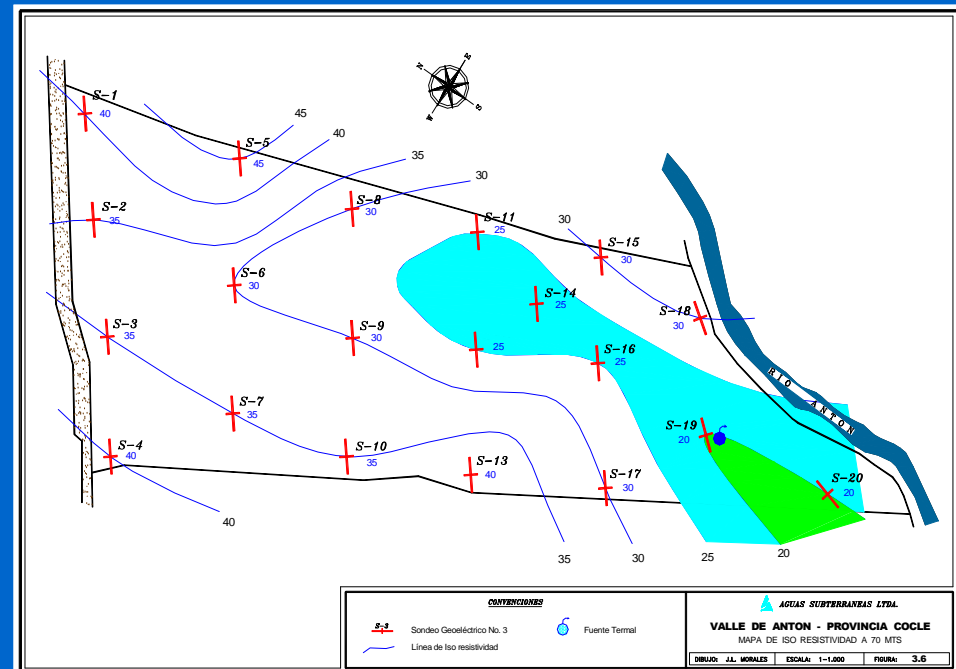 N
E
S
W
S-1
40
45
S-5
45
40
35
30
S-2
35
S-8
30
S-11
25
30
S-15
30
S-6
30
S-14
25
S-18
30
S-3
35
S-9
30
25
S-16
25
RIO ANTON
S-7
35
S-19
20
S-4
40
S-10
35
S-13
40
S-17
30
S-20
20
40
35
30
25
20
CONVENCIONES
S-3
Sondeo Geoeléctrico No. 3
Fuente Termal
Línea de Iso resistividad
AGUAS SUBTERRANEAS LTDA.
VALLE DE ANTON - PROVINCIA COCLE
MAPA DE ISO RESISTIVIDAD A 70 MTS
DIBUJO: J.L. MORALES ESCALA: 1-1.000 FIGURA: 3.6